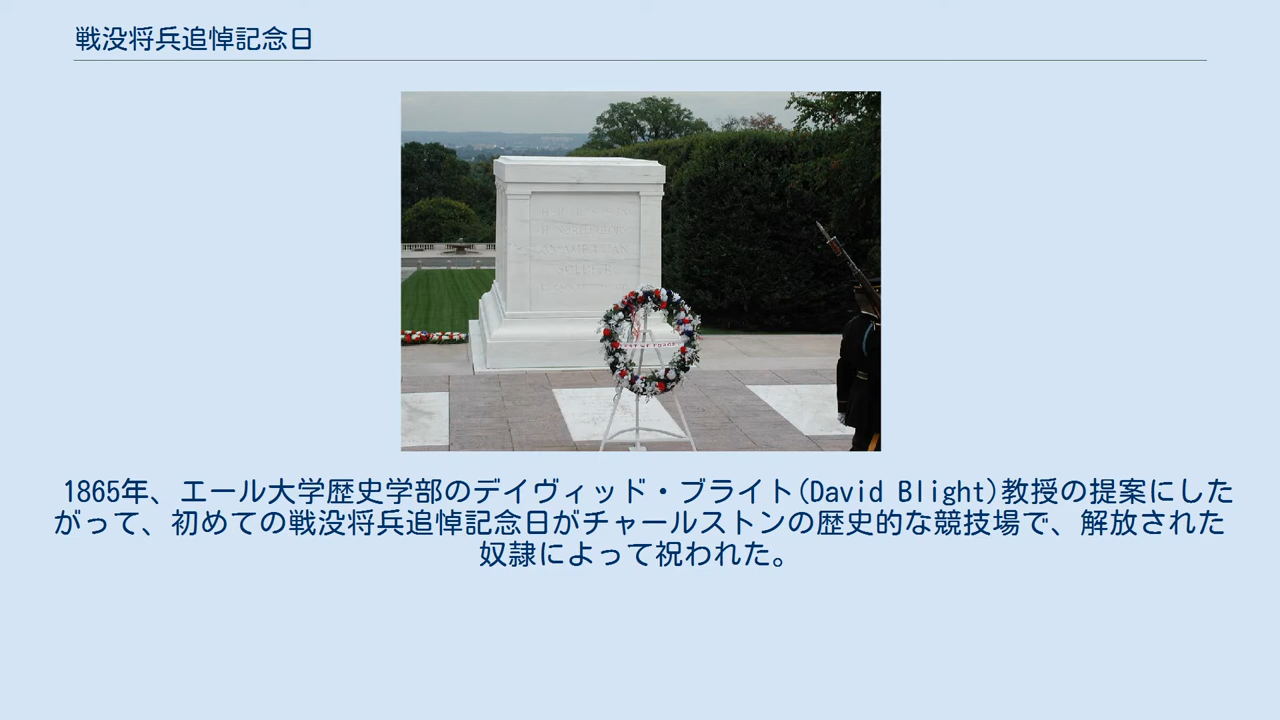 戦没将兵追悼記念日
AN AMERICAN
SOLDIER
1865年、エール大学歴史学部のデイヴィッド・ブライト(David Blight)教授の提案にした
がって、初めての戦没将兵追悼記念日がチャールストンの歴史的な競技場で、解放された
奴隷によって祝われた。